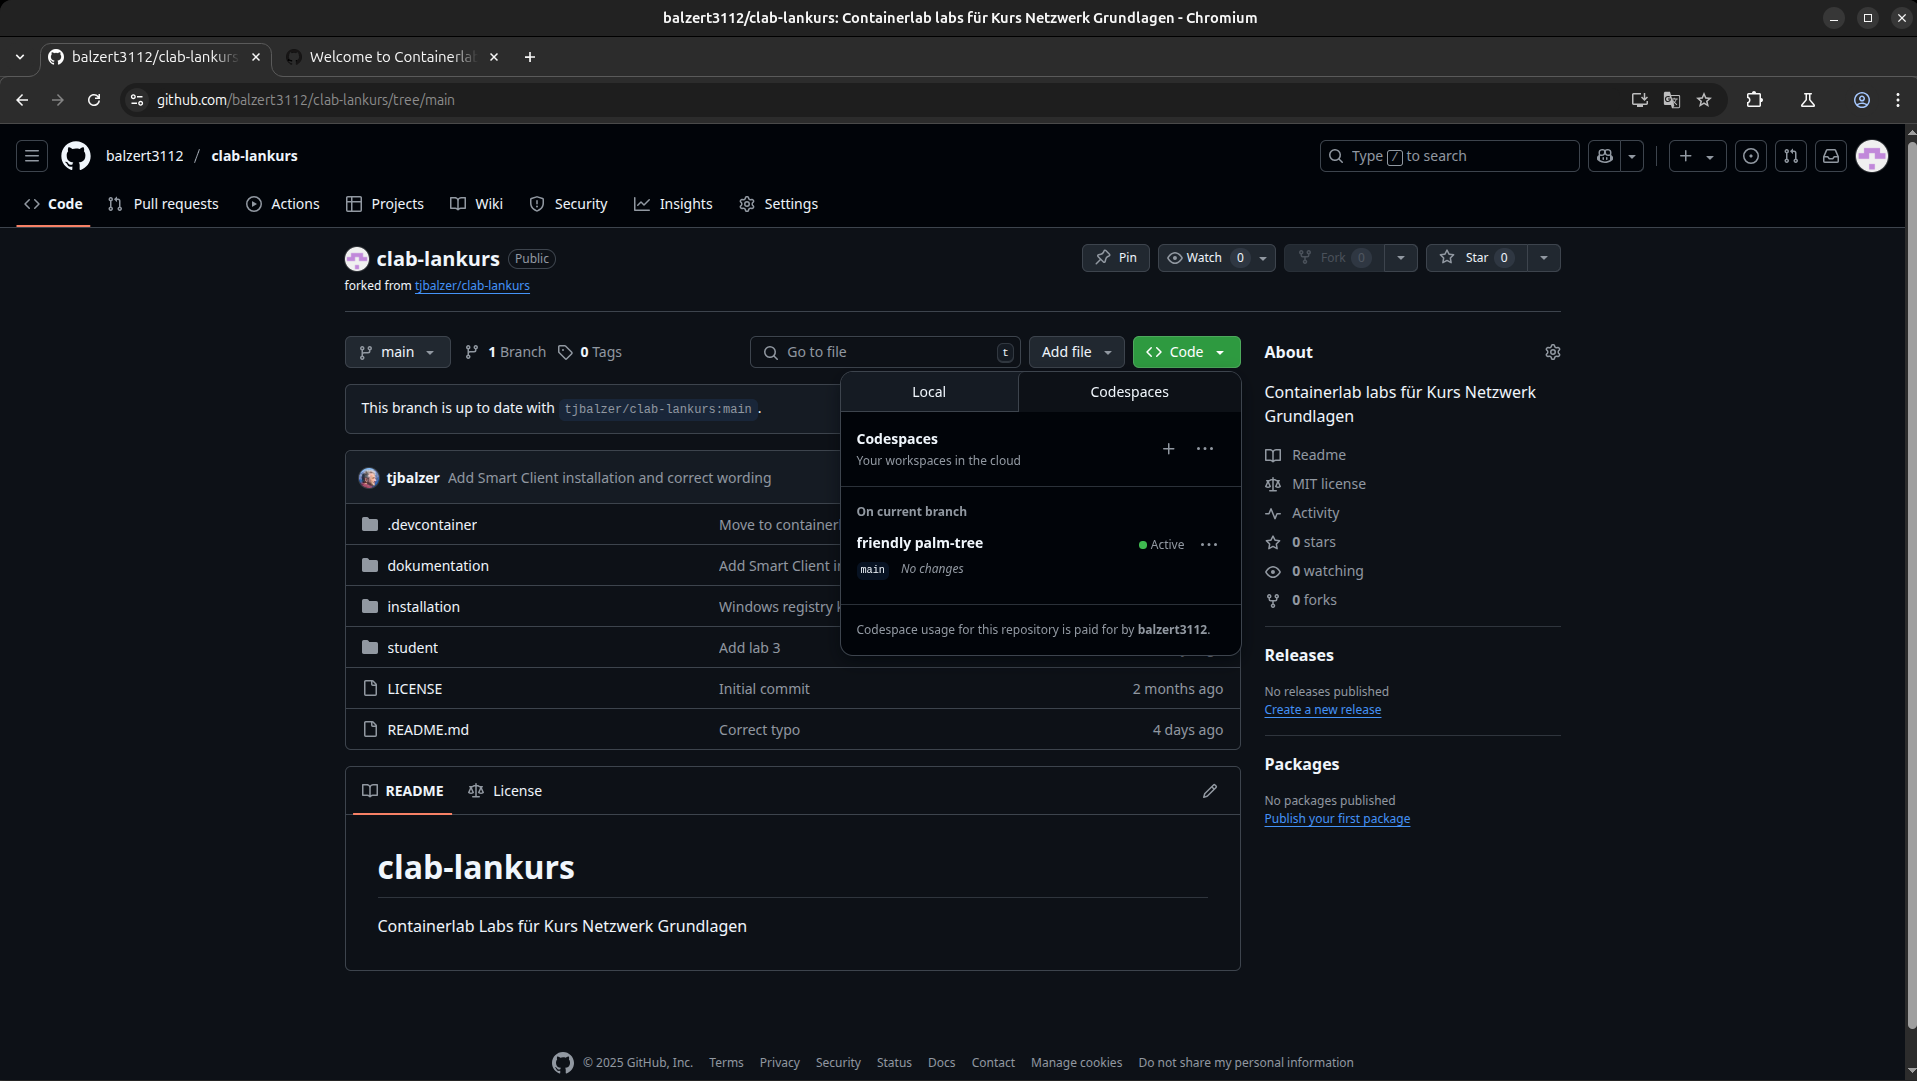 balzert3112/clab-lankurs: Containerlab labs für Kurs Netzwerk Grundlagen - Chromium
balzert3112/clab-lankurs
Welcome to Containerlab
github.com/balzert3112/clab-lankurs/tree/main
balzert3112 / clab-lankurs
Type / to search
Code
Pull requests
Actions
Projects
Wiki
Security
Insights
Settings
clab-lankurs Public
forked from tjbalzer/clab-lankurs
Pin
Watch 0
Fork 0
Star 0
main
1 Branch
0 Tags
Go to file t
Add file
Code
This branch is up to date with tjbalzer/clab-lankurs:main.
Local
Codespaces
Codespaces
Your workspaces in the cloud
On current branch
friendly palm-tree
Active
main No changes
Codespace usage for this repository is paid for by balzert3112.
tjbalzer Add Smart Client installation and correct wording
.devcontainer Move to container
dokumentation Add Smart Client in
installation Windows registry k
student Add lab 3
LICENSE Initial commit 2 months ago
README.md Correct typo 4 days ago
README
License
clab-lankurs
Containerlab Labs für Kurs Netzwerk Grundlagen
About
Containerlab labs für Kurs Netzwerk
Grundlagen
Readme
MIT license
Activity
0 stars
0 watching
0 forks
Releases
No releases published
Create a new release
Packages
No packages published
Publish your first package
© 2025 GitHub, Inc. Terms Privacy Security Status Docs Contact Manage cookies Do not share my personal information